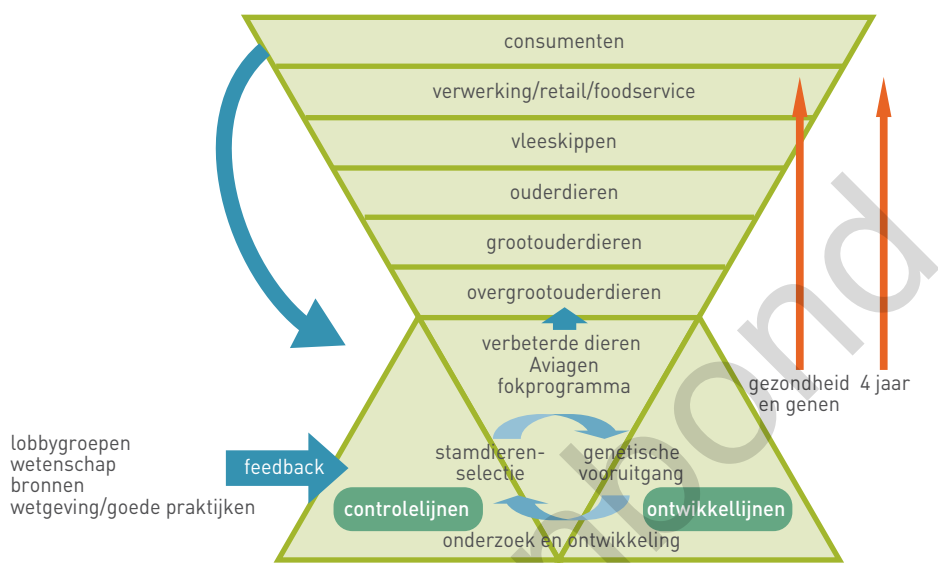 consumenten
verwerking/retail/foodservice
vleeskippen
ouderdieren
grootouderdieren
overgrootouderdieren
verbeterde dieren
Aviagen
fokprogramma
gezondheid
en genen
4 jaar
lobbygroepen
wetenschap
bronnen
wetgeving/goede praktijken
feedback
stamdieren-
selectie
genetische
vooruitgang
controlelijnen
ontwikkellijnen
onderzoek en ontwikkeling